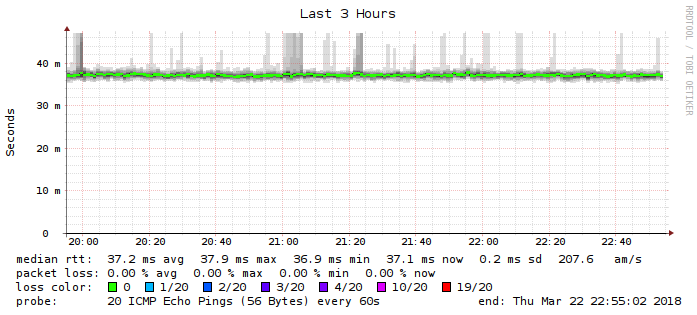 Last 3 Hours
RRDTOOL / TOBI OETIKER
Seconds
40 m
30 m
20 m
10 m
0
20:00 20:20 20:40 21:00 21:20 21:40 22:00 22:20 22:40
median rtt: 37.2 ms avg 37.9 ms max 36.9 ms min 37.1 ms now 0.2 ms sd 207.6 am/s
packet loss: 0.00 % avg 0.00 % max 0.00 % min 0.00 % now
loss color: 0 1/20 2/20 3/20 4/20 10/20 19/20
probe: 20 ICMP Echo Pings (56 Bytes) every 60s end: Thu Mar 22 22:55:02 2018